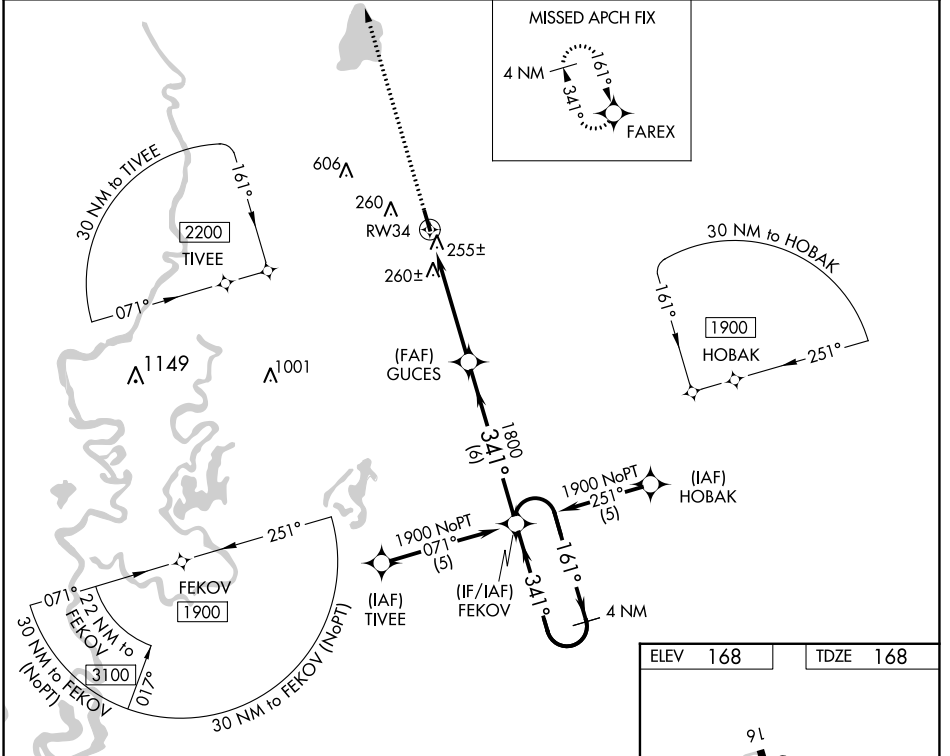 MISSED APCH FIX
4 NM
161°
341°
FAREX
30 NM to TIVEE
161°
2200
TIVEE
071°
606
260
RW34
255±
260±
30 NM to HOBAK
161°
1900
HOBAK
251°
1149
1001
(FAF)
GUCES
1800
341°
(6)
1900 NoPT
251°
(5)
(IAF)
HOBAK
1900 NoPT
071°
(5)
(IAF)
TIVEE
(IF/IAF)
FEKOV
161°
341°
4 NM
251°
071°
FEKOV
1900
22 NM to
FEKOV
3100
017°
30 NM to FEKOV
(NoPT)
30 NM to FEKOV (NoPT)
ELEV 168
TDZE 168
16